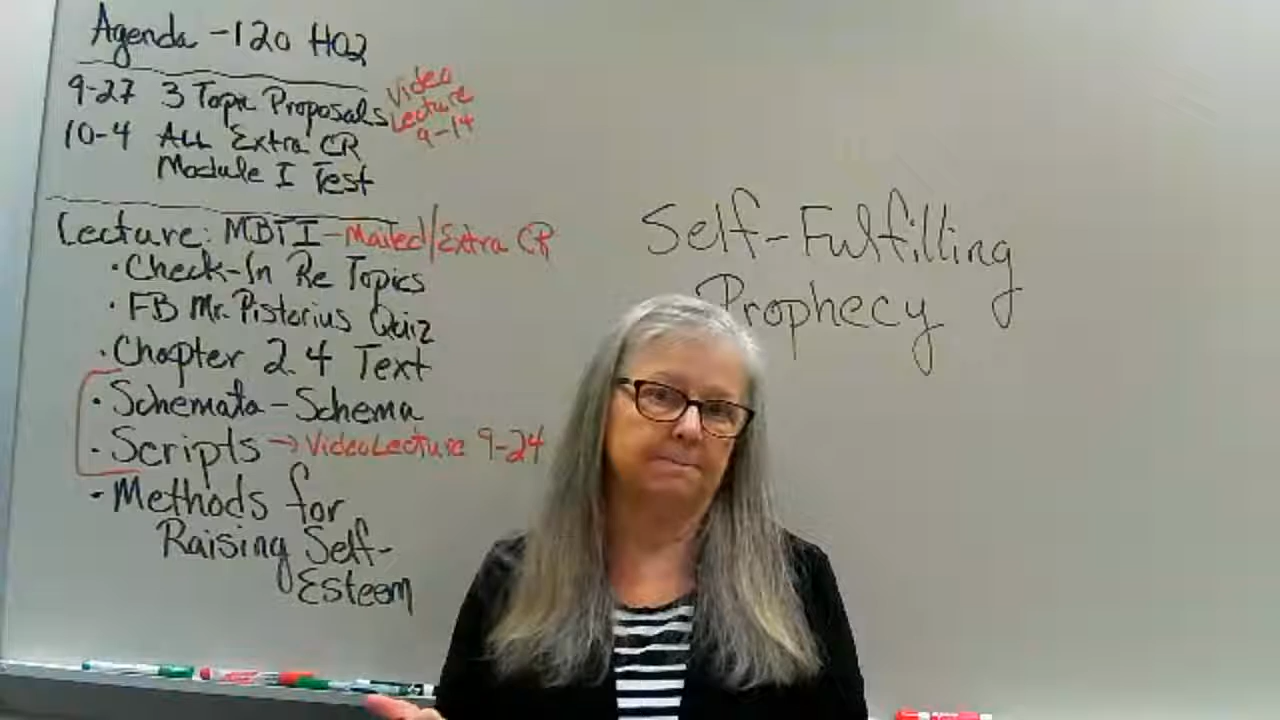 Agenda - 120 HO2
9-27 3 Topic Proposals
Video
Lecture
9-14
10-4 ALL Extra CR
Module I Test
Lecture: MBTI - Mailed/Extra CR
• Check-In Re Topics
• FB Mr. Pistorius Quiz
• Chapter 2.4 Text
• Schemata - Schema
• Scripts → Video Lecture 9-24
• Methods for
Raising Self-
Esteem
Self-Fulfilling
Prophecy